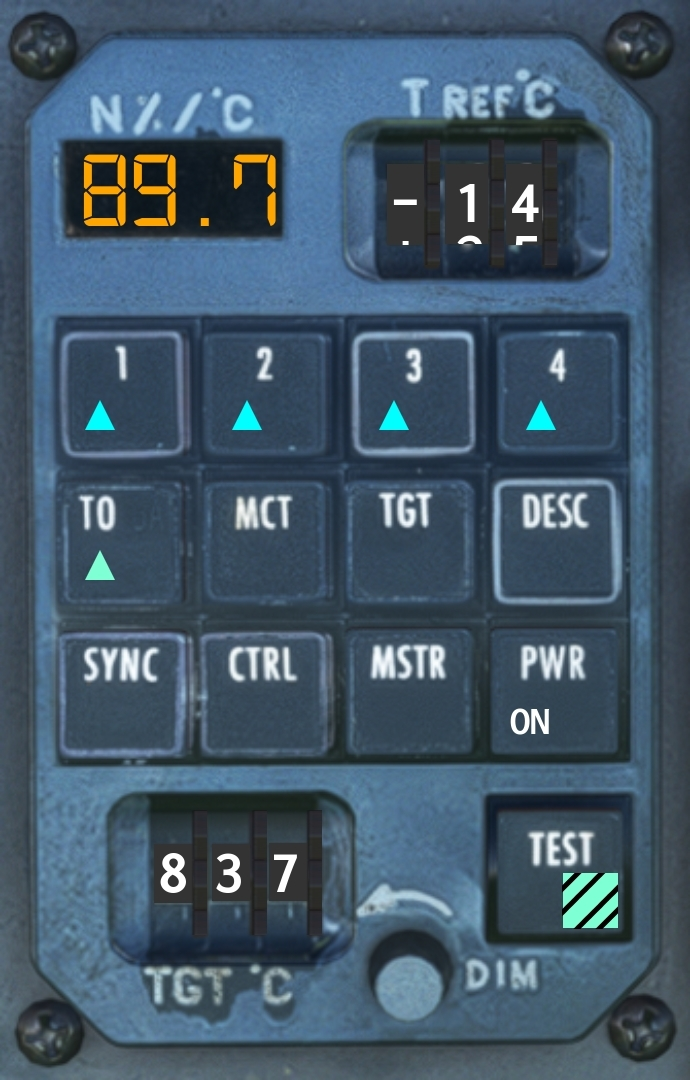 N%/°C
T REF°C
89.7
- 1 4
1 2 3 4
TO MCT TGT DESC
SYNC CTRL MSTR PWR
ON
8 3 7
TEST
TGT °C
DIM